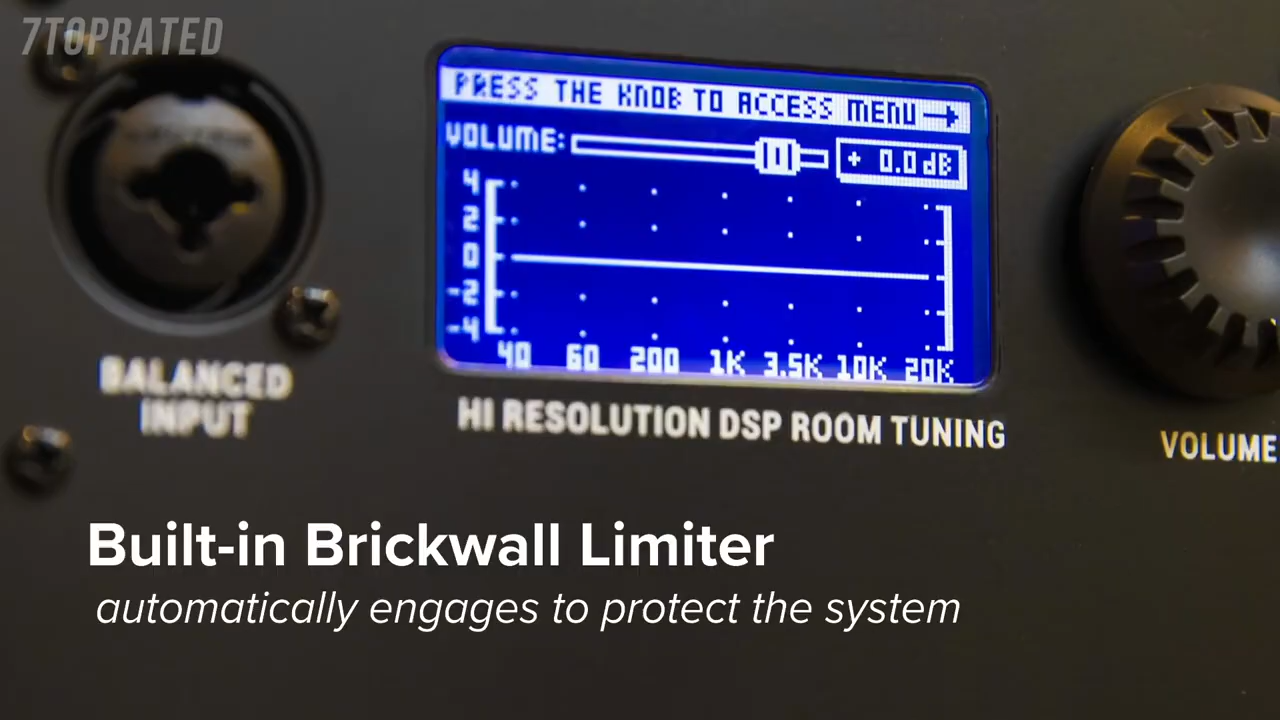 7TOPRATED
PRESS THE KNOB TO ACCESS MENU
VOLUME: + 0.0 dB
4
2
0
-2
-4
40 60 200 1K 3.5K 10K 20K
BALANCED
INPUT
HI RESOLUTION DSP ROOM TUNING
VOLUME
Built-in Brickwall Limiter
automatically engages to protect the system